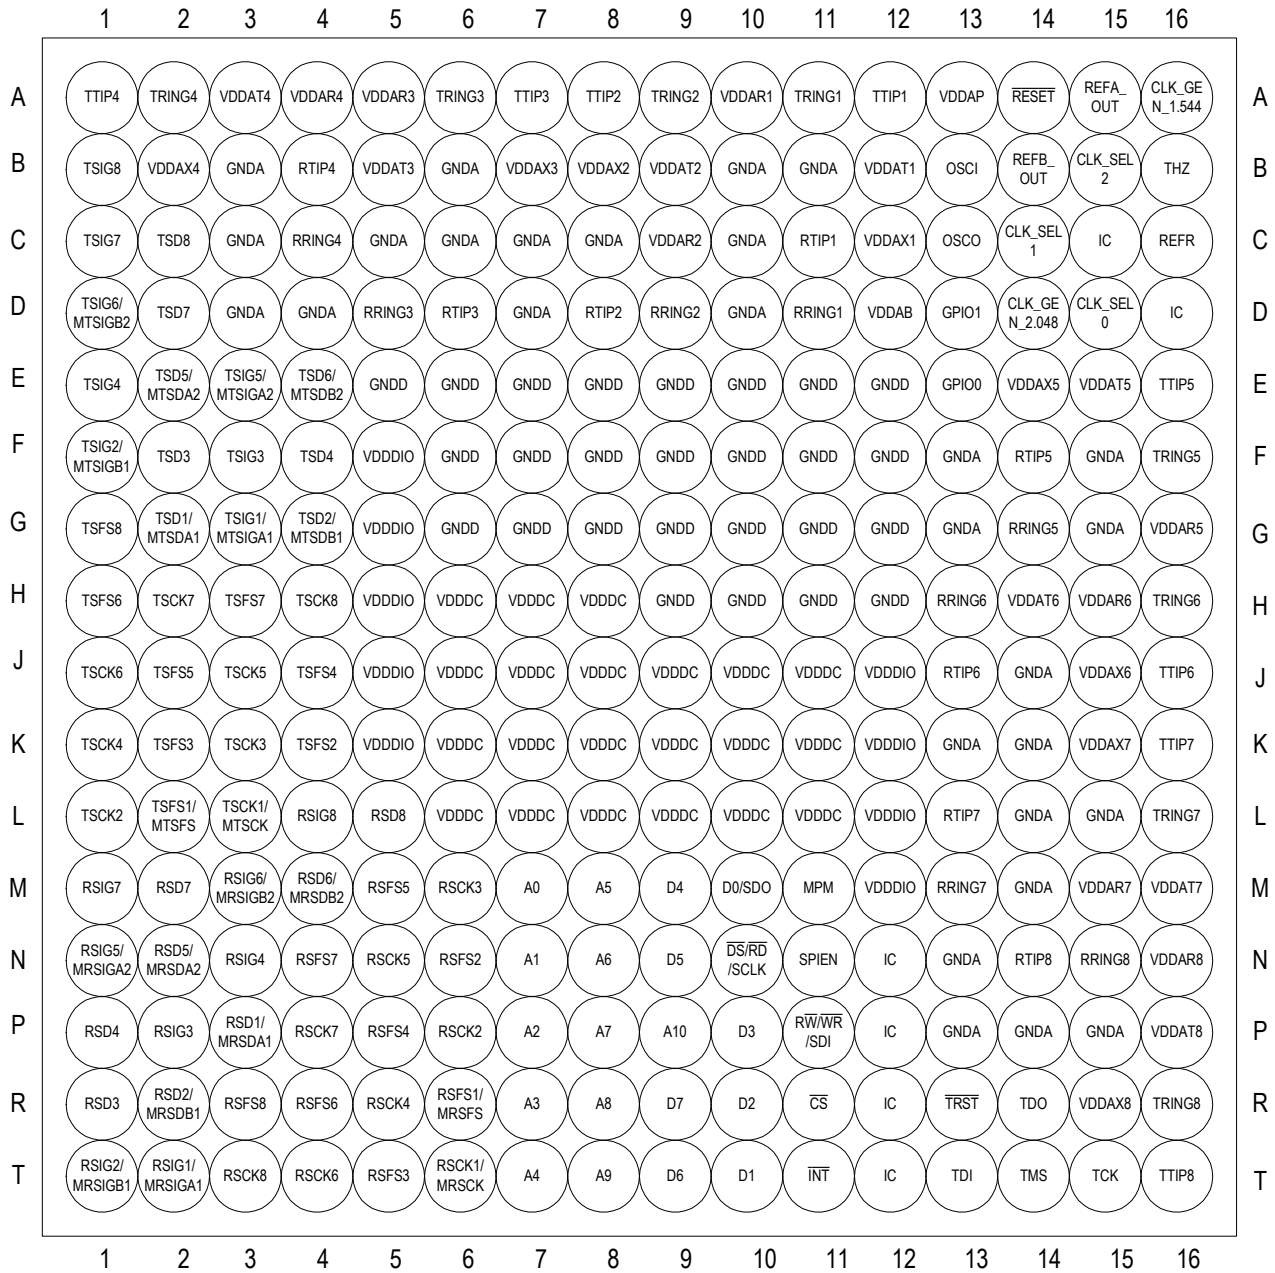 1 2 3 4 5 6 7 8 9 10 11 12 13 14 15 16
A TTIP4 TRING4 VDDAT4 VDDAR4 VDDAR3 TRING3 TTIP3 TTIP2 TRING2 VDDAR1 TRING1 TTIP1 VDDAP RESET REFA_ OUT CLK_GE N_1.544 A
B TSIG8 VDDAX4 GNDA RTIP4 VDDAT3 GNDA VDDAX3 VDDAX2 VDDAT2 GNDA GNDA VDDAT1 OSCI REFB_ OUT CLK_SEL 2 THZ B
C TSIG7 TSD8 GNDA RRING4 GNDA GNDA GNDA GNDA VDDAR2 GNDA RTIP1 VDDAX1 OSCO CLK_SEL 1 IC REFR C
D TSIG6/ MTSIGB2 TSD7 GNDA GNDA RRING3 RTIP3 GNDA RTIP2 RRING2 GNDA RRING1 VDDAB GPIO1 CLK_GE N_2.048 CLK_SEL 0 IC D
E TSIG4 TSD5/ MTSDA2 TSIG5/ MTSIGA2 TSD6/ MTSDB2 GNDD GNDD GNDD GNDD GNDD GNDD GNDD GNDD GPIO0 VDDAX5 VDDAT5 TTIP5 E
F TSIG2/ MTSIGB1 TSD3 TSIG3 TSD4 VDDDIO GNDD GNDD GNDD GNDD GNDD GNDD GNDD GNDA RTIP5 GNDA TRING5 F
G TSFS8 TSD1/ MTSDA1 TSIG1/ MTSIGA1 TSD2/ MTSDB1 VDDDIO GNDD GNDD GNDD GNDD GNDD GNDD GNDD GNDA RRING5 GNDA VDDAR5 G
H TSFS6 TSCK7 TSFS7 TSCK8 VDDDIO VDDDC VDDDC VDDDC GNDD GNDD GNDD GNDD RRING6 VDDAT6 VDDAR6 TRING6 H
J TSCK6 TSFS5 TSCK5 TSFS4 VDDDIO VDDDC VDDDC VDDDC VDDDC VDDDC VDDDC VDDDIO RTIP6 GNDA VDDAX6 TTIP6 J
K TSCK4 TSFS3 TSCK3 TSFS2 VDDDIO VDDDC VDDDC VDDDC VDDDC VDDDC VDDDC VDDDIO GNDA GNDA VDDAX7 TTIP7 K
L TSCK2 TSFS1/ MTSFS TSCK1/ MTSCK RSIG8 RSD8 VDDDC VDDDC VDDDC VDDDC VDDDC VDDDC VDDDIO RTIP7 GNDA GNDA TRING7 L
M RSIG7 RSD7 RSIG6/ MRSIGB2 RSD6/ MRSDB2 RSFS5 RSCK3 A0 A5 D4 D0/SDO MPM VDDDIO RRING7 GNDA VDDAR7 VDDAT7 M
N RSIG5/ MRSIGA2 RSD5/ MRSDA2 RSIG4 RSFS7 RSCK5 RSFS2 A1 A6 D5 DS/RD /SCLK SPIEN IC GNDA RTIP8 RRING8 VDDAR8 N
P RSD4 RSIG3 RSD1/ MRSDA1 RSCK7 RSFS4 RSCK2 A2 A7 A10 D3 RW/WR /SDI IC GNDA GNDA GNDA VDDAT8 P
R RSD3 RSD2/ MRSDB1 RSFS8 RSFS6 RSCK4 RSFS1/ MRSFS A3 A8 D7 D2 CS IC TRST TDO VDDAX8 TRING8 R
T RSIG2/ MRSIGB1 RSIG1/ MRSIGA1 RSCK8 RSCK6 RSFS3 RSCK1/ MRSCK A4 A9 D6 D1 INT IC TDI TMS TCK TTIP8 T
1 2 3 4 5 6 7 8 9 10 11 12 13 14 15 16